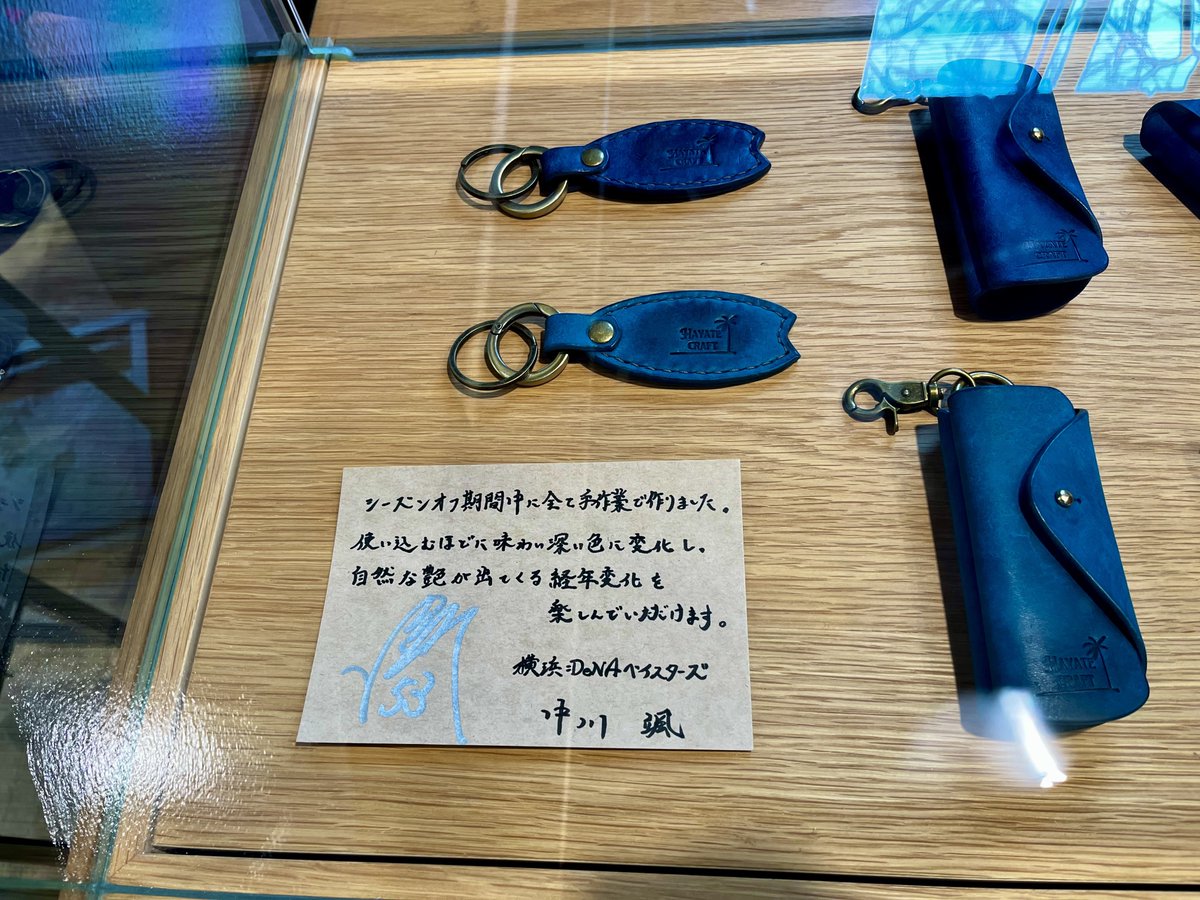 HAYATE
CRAFT
HAYATE
CRAFT
HAYATE
CRAFT
HAYATE
CRAFT
シーズンオフ期間中に全て手作業で作りました。
使い込むほどに味わい深い色に変化し、
自然な艶が出てくる経年変化を
楽しんでいただけます。
横浜DeNAベイスターズ
中川 颯
53